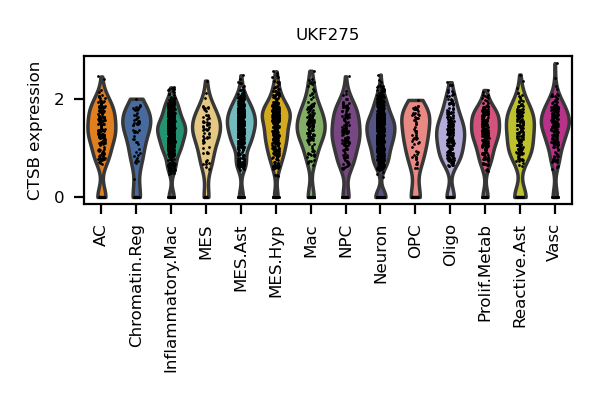 UKF275
CTSB expression
2
0
AC
Chromatin.Reg
Inflammatory.Mac
MES
MES.Ast
MES.Hyp
Mac
NPC
Neuron
OPC
Oligo
Prolif.Metab
Reactive.Ast
Vasc